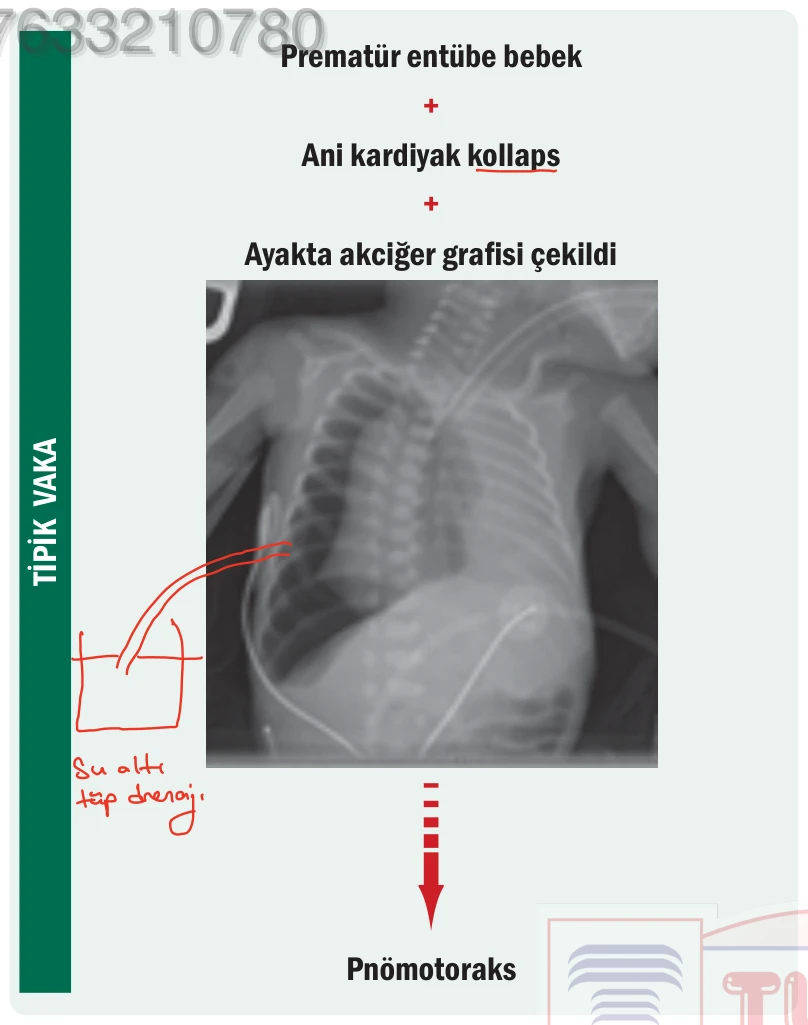 7633210780
Prematür entübe bebek
+
Ani kardiyak kollaps
+
Ayakta akciğer grafisi çekildi
TİPİK VAKA
Su altı
tüp drenajı
Pnömotoraks